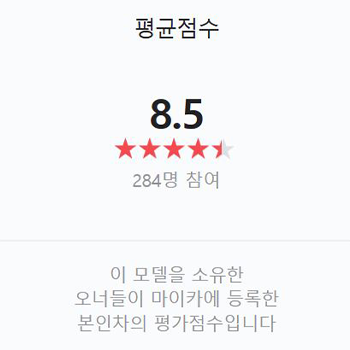 평균점수
8.5
284명 참여
이 모델을 소유한
오너들이 마이카에 등록한
본인차의 평가점수입니다